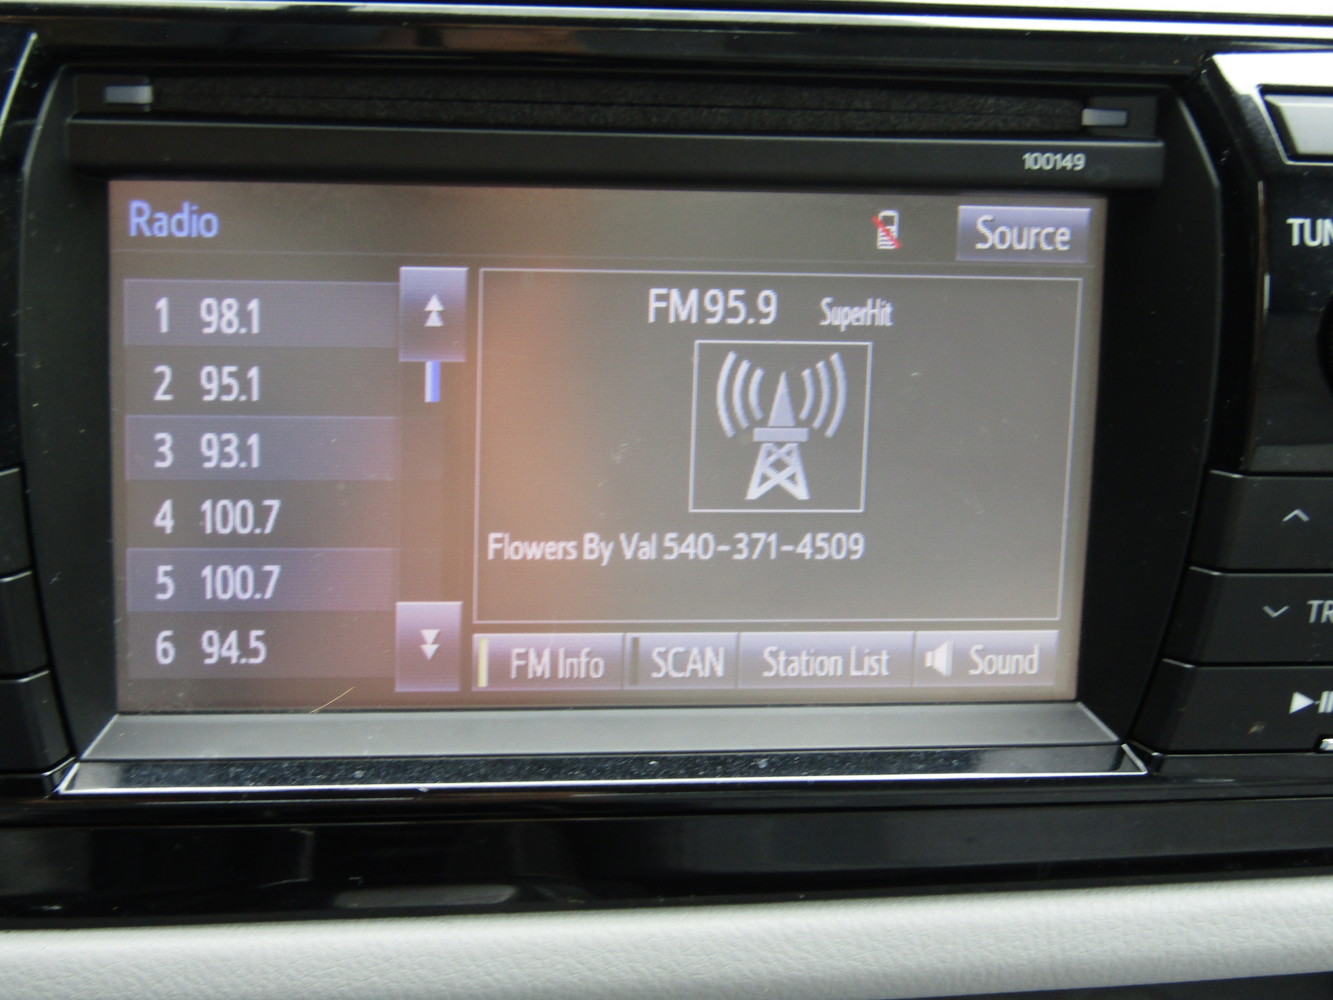 100149
Radio
Source
1 98.1
2 95.1
3 93.1
4 100.7
5 100.7
6 94.5
FM 95.9 SuperHit
Flowers By Val 540-371-4509
FM Info SCAN Station List Sound
TUN
TR